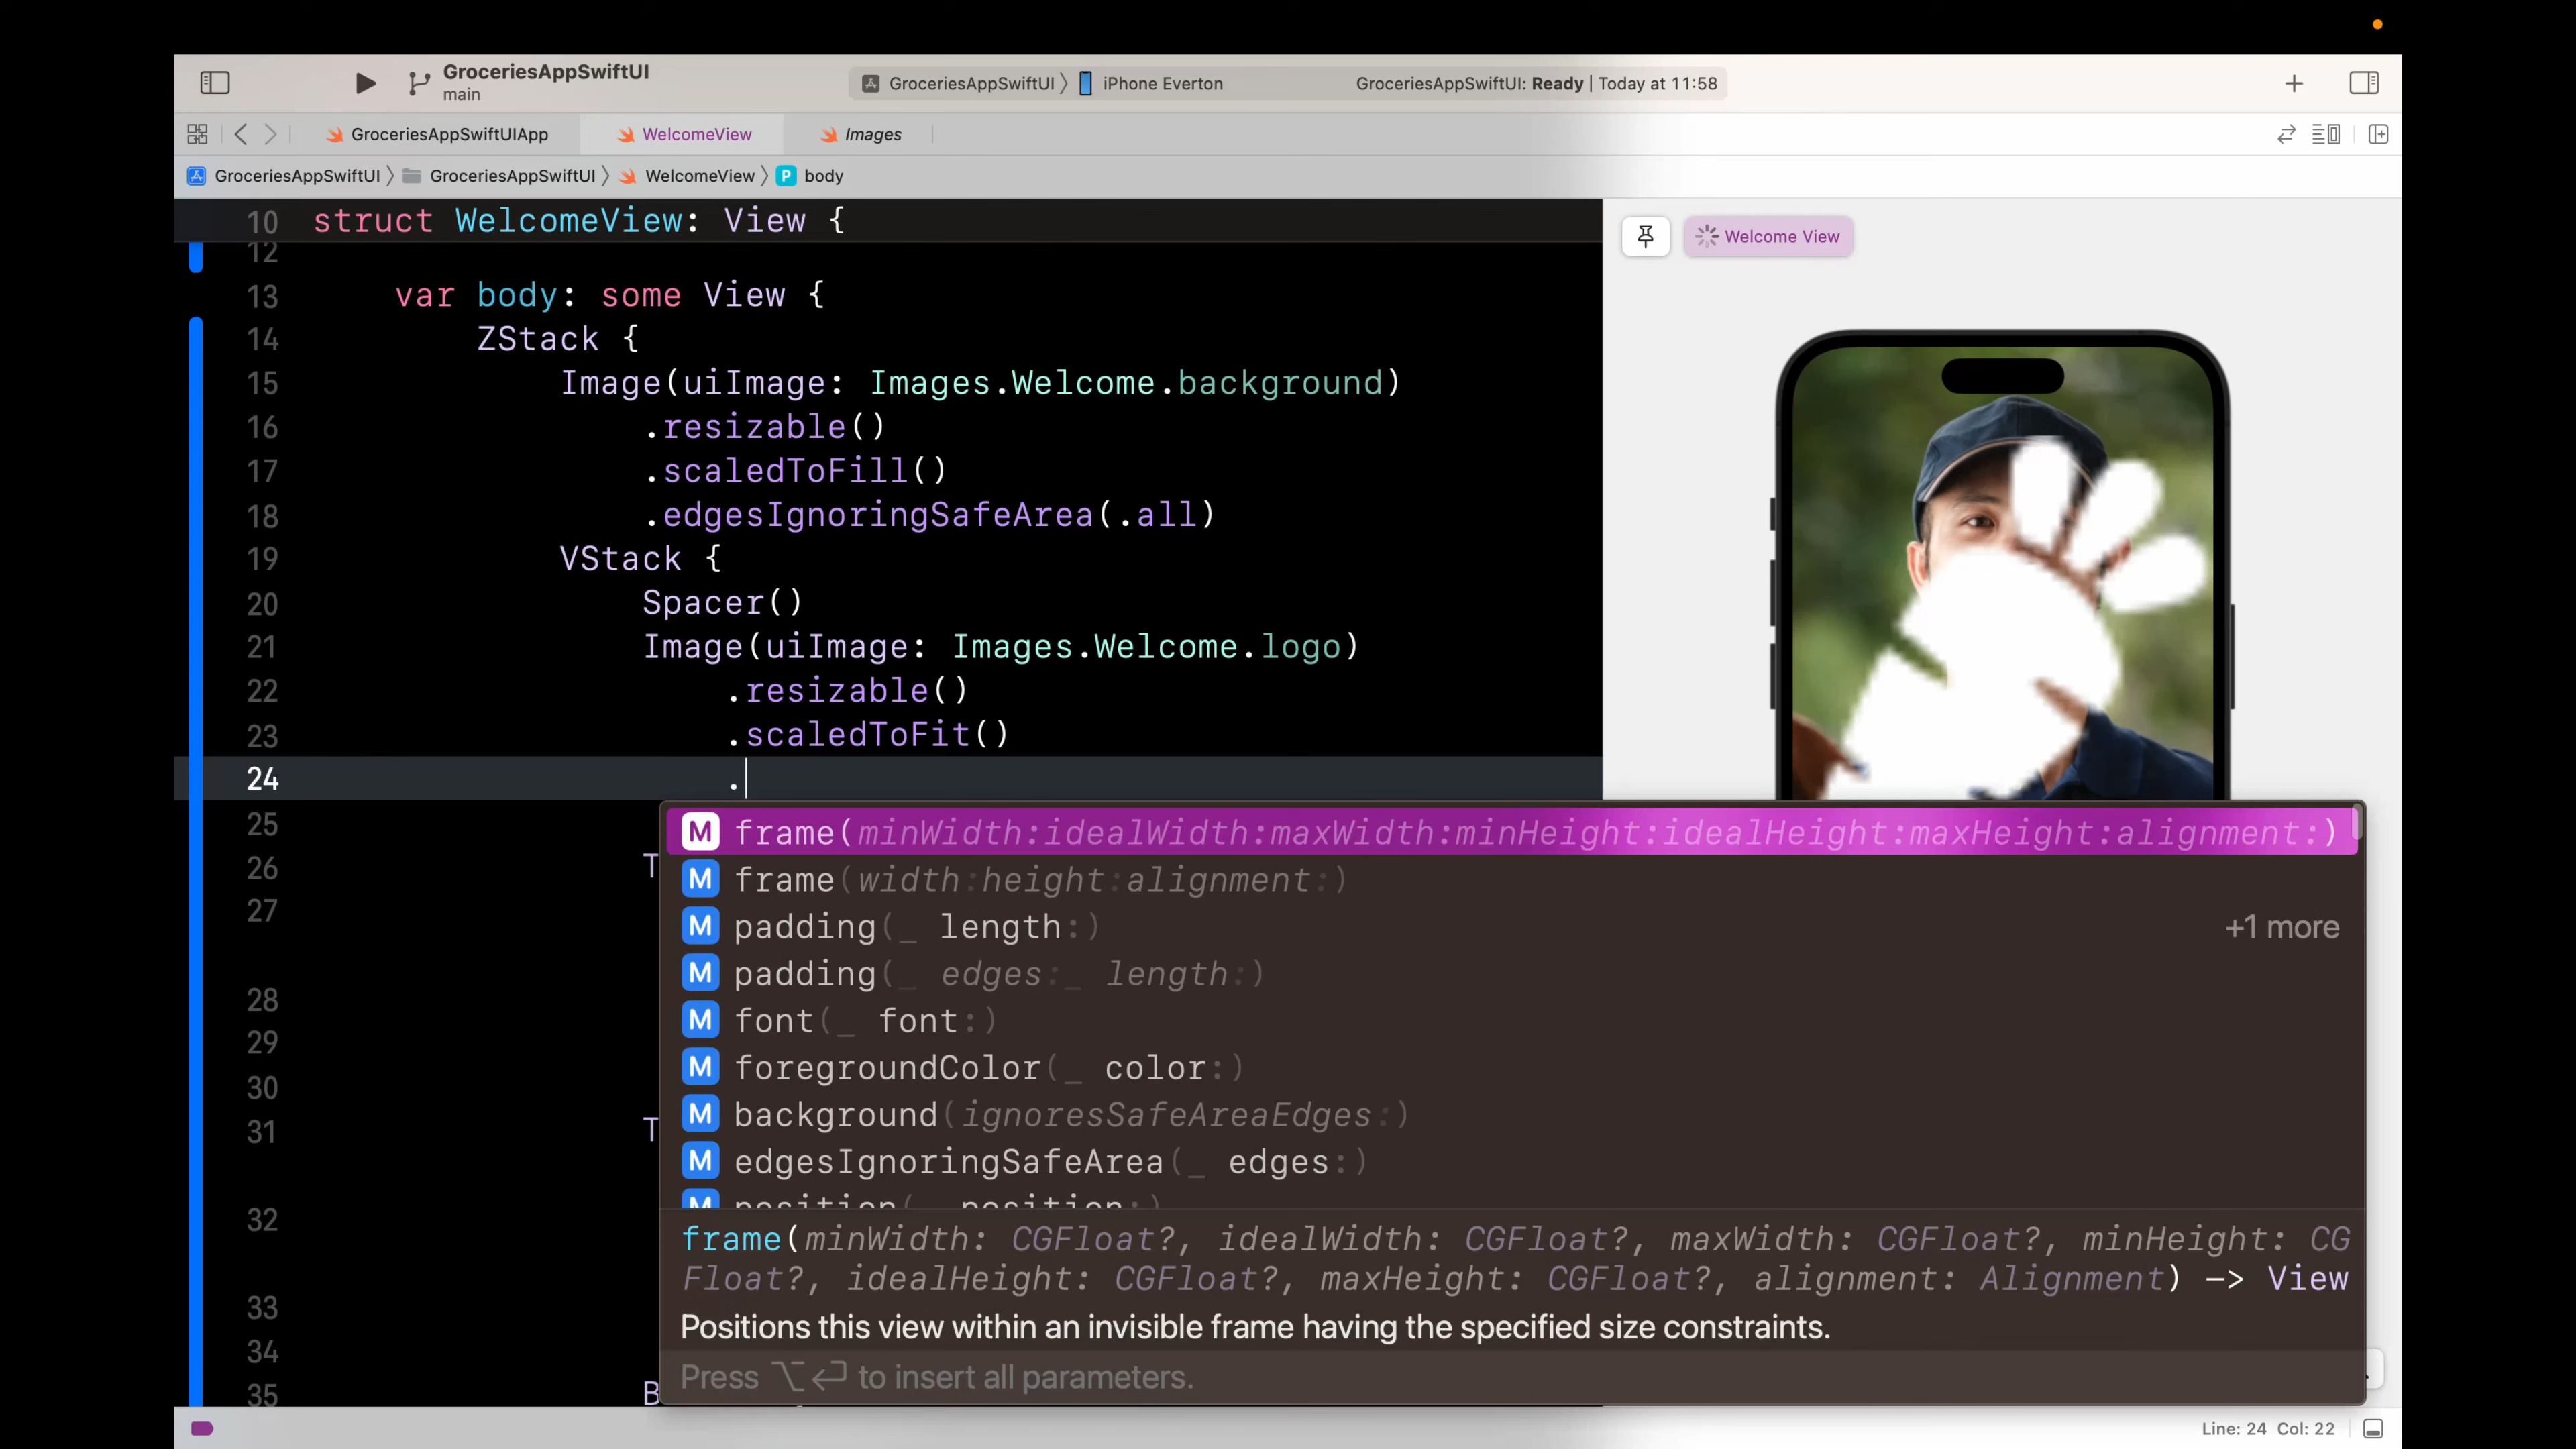 GroceriesAppSwiftUI
main
GroceriesAppSwiftUI 〉 iPhone Everton
GroceriesAppSwiftUI: Ready | Today at 11:58
GroceriesAppSwiftUIApp
WelcomeView
Images
GroceriesAppSwiftUI 〉 GroceriesAppSwiftUI 〉 WelcomeView 〉 P body
10 struct WelcomeView: View {
12
13 var body: some View {
14 ZStack {
15 Image(uiImage: Images.Welcome.background)
16 .resizable()
17 .scaledToFill()
18 .edgesIgnoringSafeArea(.all)
19 VStack {
20 Spacer()
21 Image(uiImage: Images.Welcome.logo)
22 .resizable()
23 .scaledToFit()
24 .
Welcome View
25
26 T
27
28
29
30
31 T
32
33
34
35 B
M frame(minWidth:idealWidth:maxWidth:minHeight:idealHeight:maxHeight:alignment:)
M frame(width:height:alignment:)
M padding(_ length:) +1 more
M padding(_ edges:_ length:)
M font(_ font:)
M foregroundColor(_ color:)
M background(ignoresSafeAreaEdges:)
M edgesIgnoringSafeArea(_ edges:)
M position(_ position:)
frame(minWidth: CGFloat?, idealWidth: CGFloat?, maxWidth: CGFloat?, minHeight: CG
Float?, idealHeight: CGFloat?, maxHeight: CGFloat?, alignment: Alignment) -> View
Positions this view within an invisible frame having the specified size constraints.
Press ⌥⏎ to insert all parameters.
Line: 24 Col: 22